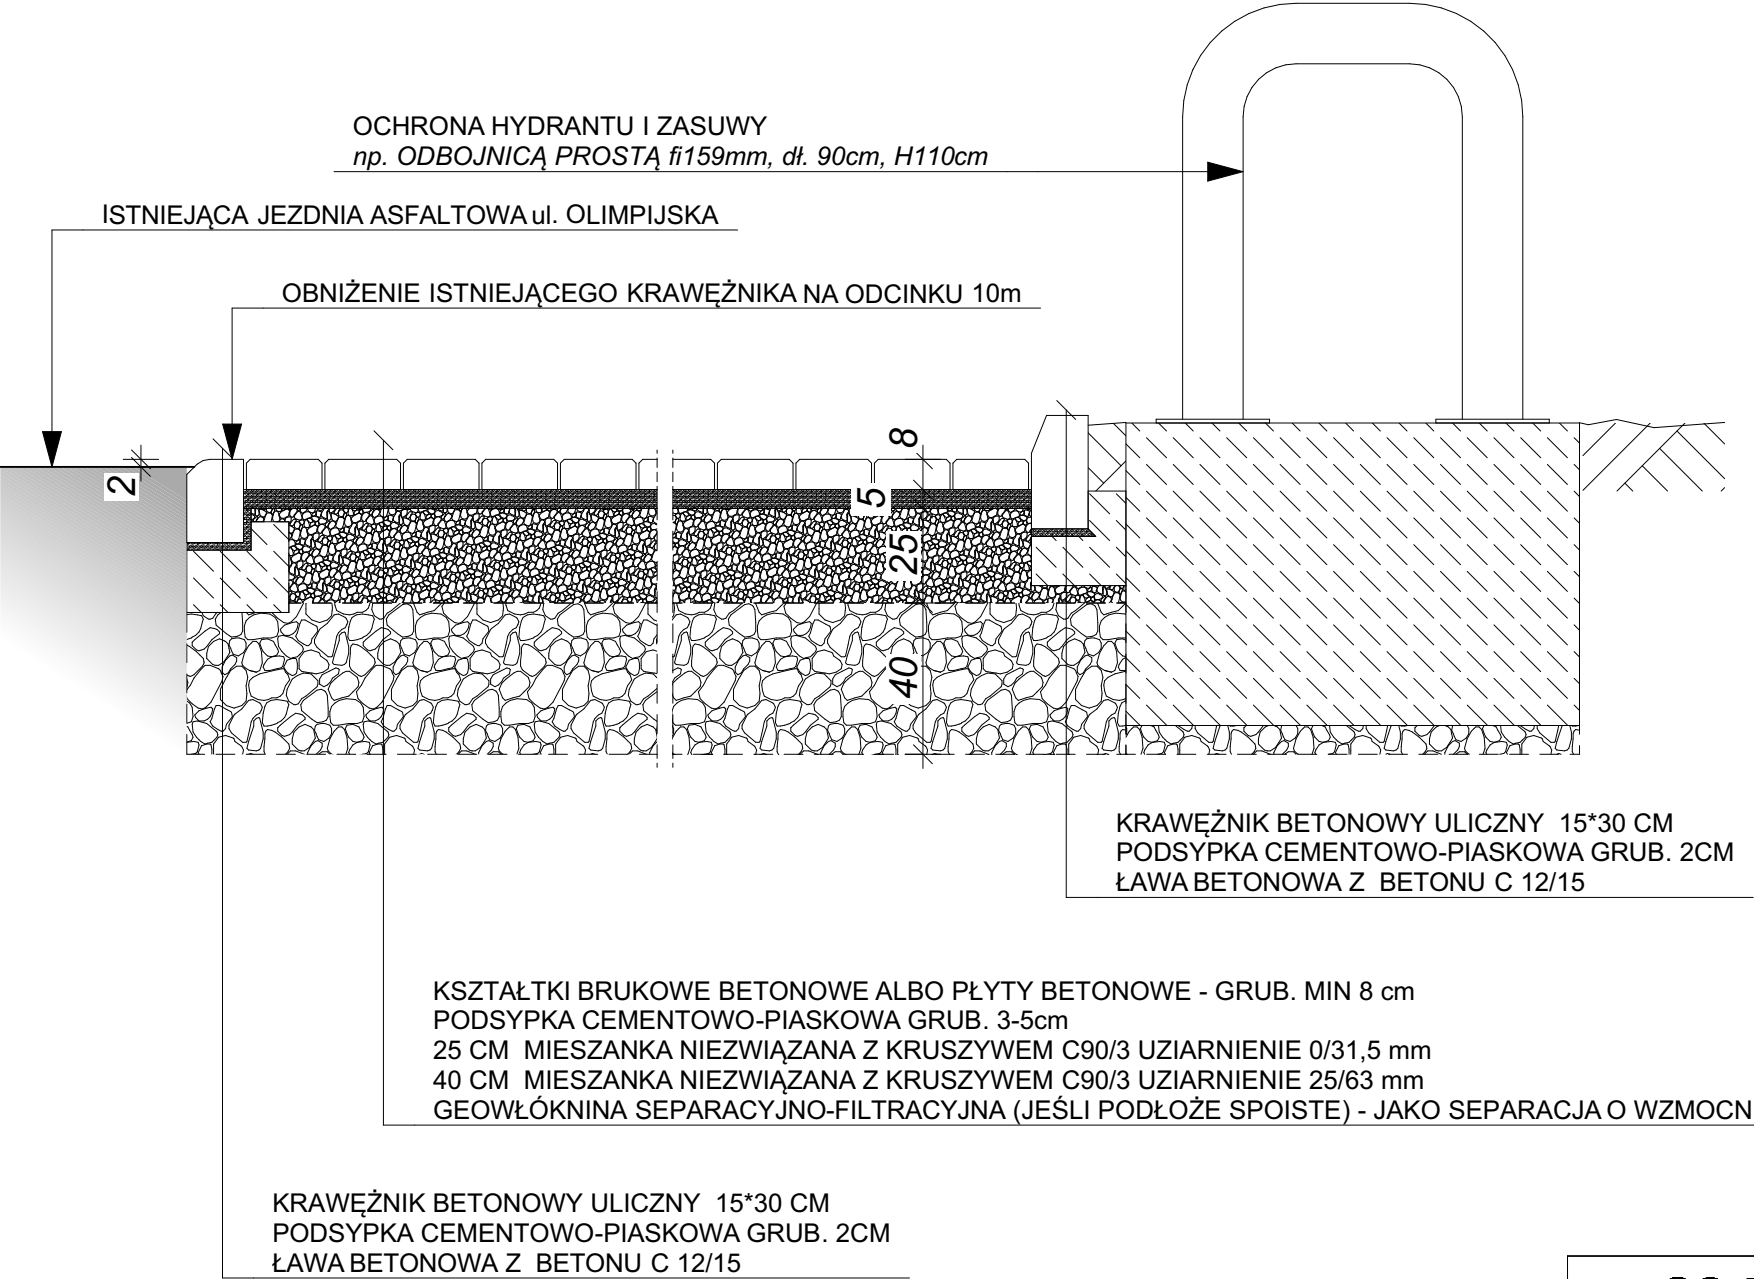 OCHRONA HYDRANTU I ZASUWY
np. ODBOJNICĄ PROSTĄ fi159mm, dł. 90cm, H110cm
ISTNIEJĄCA JEZDNIA ASFALTOWA ul. OLIMPIJSKA
OBNIŻENIE ISTNIEJĄCEGO KRAWĘŻNIKA NA ODCINKU 10m
2
8
5
25
40
KRAWĘŻNIK BETONOWY ULICZNY 15*30 CM
PODSYPKA CEMENTOWO-PIASKOWA GRUB. 2CM
ŁAWA BETONOWA Z BETONU C 12/15
KSZTAŁTKI BRUKOWE BETONOWE ALBO PŁYTY BETONOWE - GRUB. MIN 8 cm
PODSYPKA CEMENTOWO-PIASKOWA GRUB. 3-5cm
25 CM MIESZANKA NIEZWIĄZANA Z KRUSZYWEM C90/3 UZIARNIENIE 0/31,5 mm
40 CM MIESZANKA NIEZWIĄZANA Z KRUSZYWEM C90/3 UZIARNIENIE 25/63 mm
GEOWŁÓKNINA SEPARACYJNO-FILTRACYJNA (JEŚLI PODŁOŻE SPOISTE) - JAKO SEPARACJA O WZMOCN
KRAWĘŻNIK BETONOWY ULICZNY 15*30 CM
PODSYPKA CEMENTOWO-PIASKOWA GRUB. 2CM
ŁAWA BETONOWA Z BETONU C 12/15